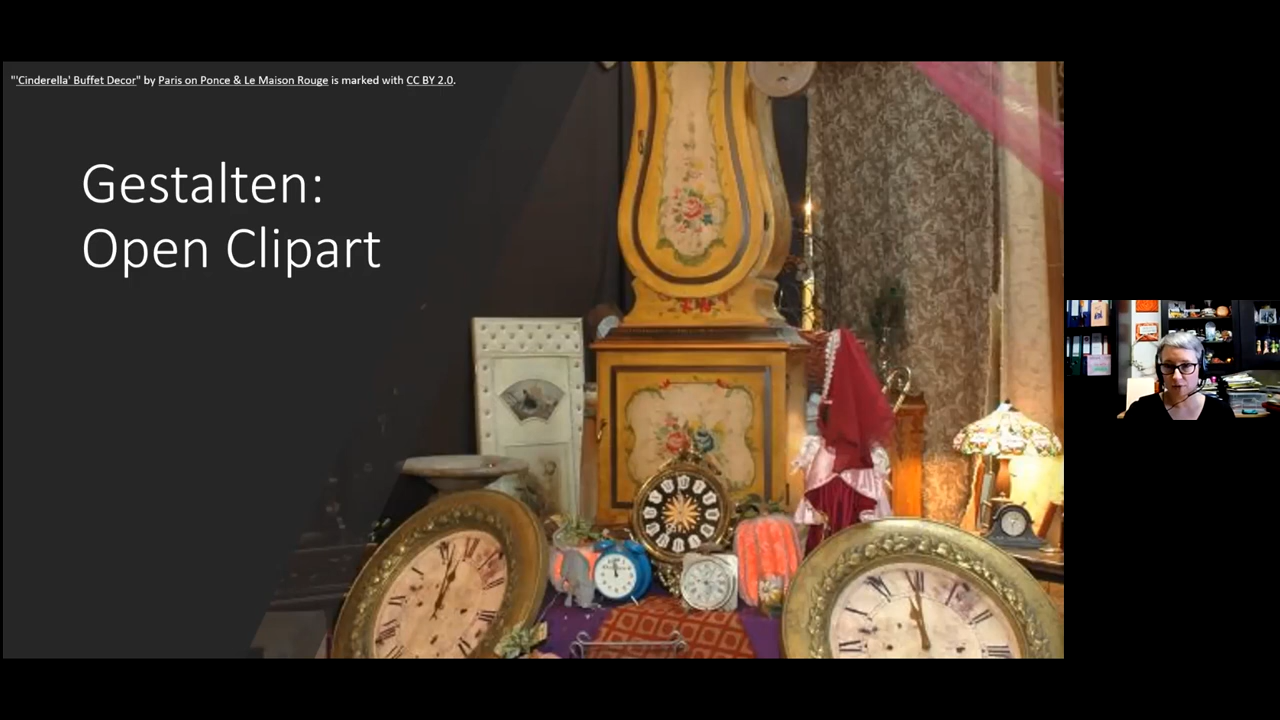 "'Cinderella' Buffet Decor" by Paris on Ponce & Le Maison Rouge is marked with CC BY 2.0.
Gestalten:
Open Clipart